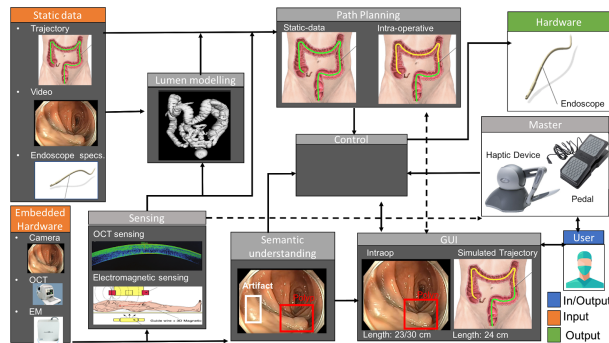 Static data
• Trajectory
• Video
• Endoscope specs.
Lumen modelling
Path Planning
Static-data
Intra-operative
Hardware
Endoscope
Control
Master
Haptic Device
Pedal
Embedded
Hardware
• Camera
• OCT
• EM
Sensing
OCT sensing
Electromagnetic sensing
Semantic
understanding
Artifact
GUI
Intraop
Simulated Trajectory
Length: 23/30 cm
Length: 24 cm
User
In/Output
Input
Output